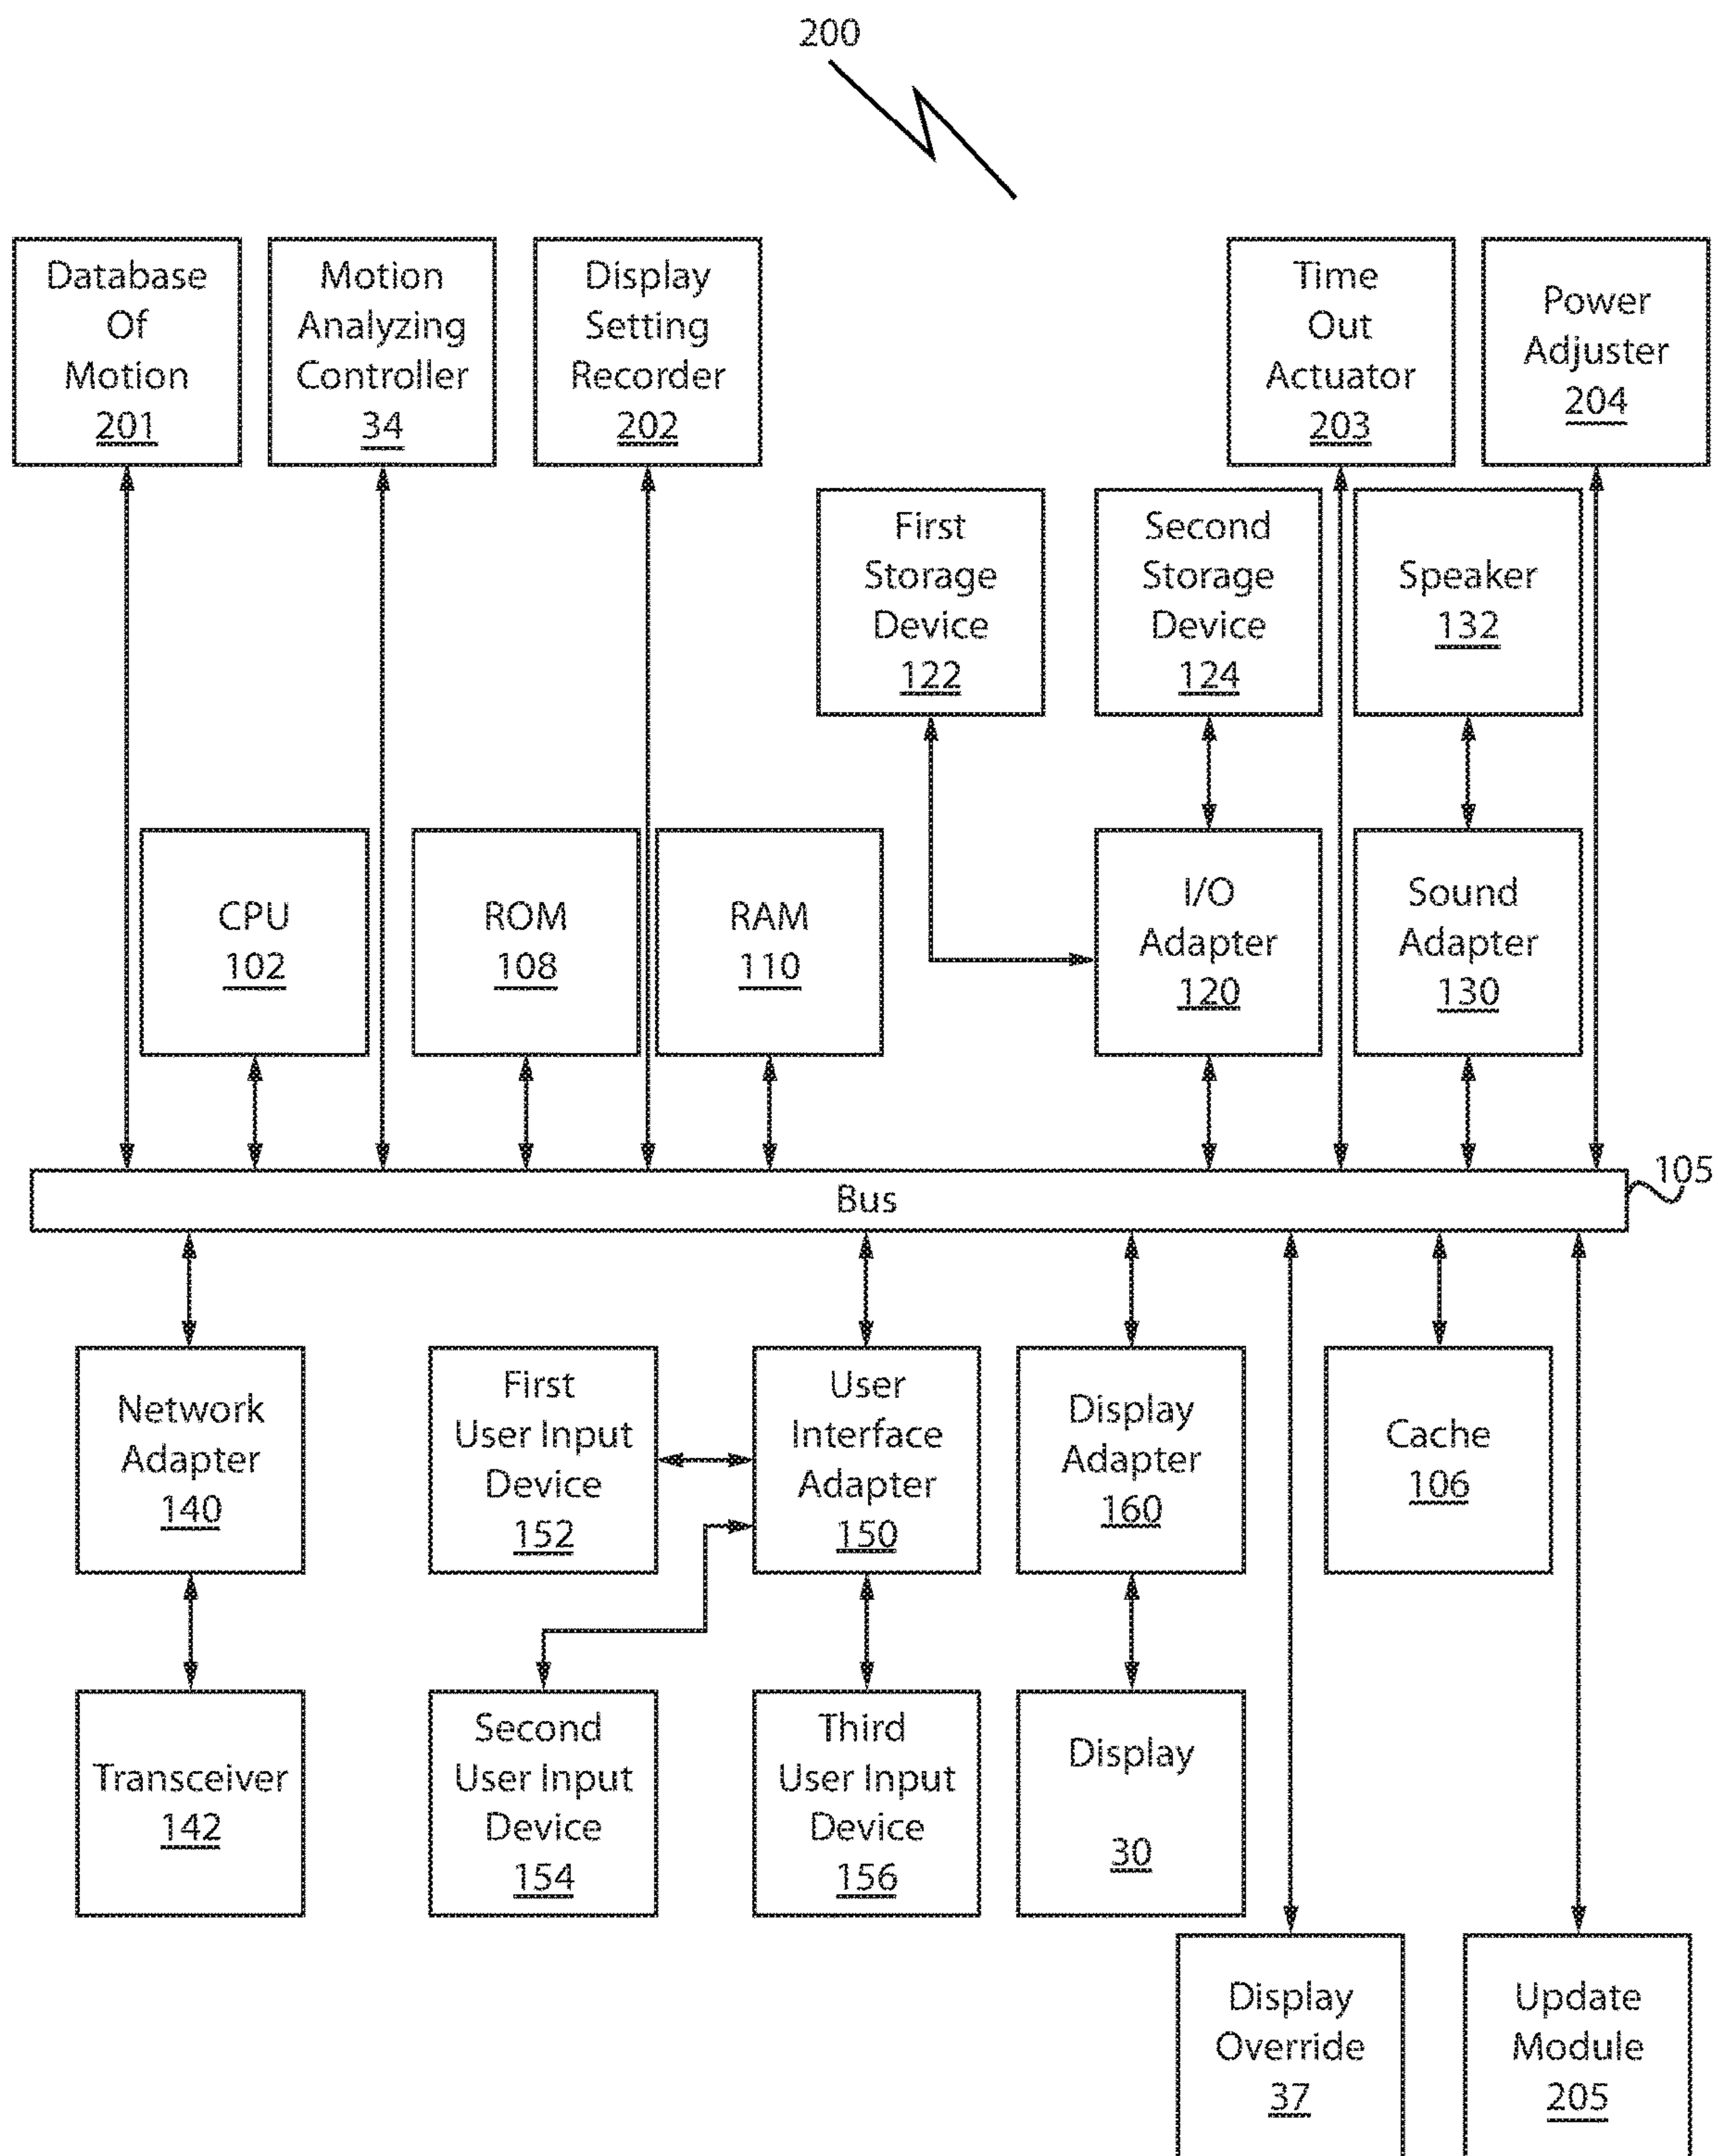 200
Database
Of
Motion
201
Motion
Analyzing
Controller
34
Display
Setting
Recorder
202
Time
Out
Actuator
203
Power
Adjuster
204
First
Storage
Device
122
Second
Storage
Device
124
Speaker
132
CPU
102
ROM
108
RAM
110
I/O
Adapter
120
Sound
Adapter
130
Bus
105
Network
Adapter
140
First
User Input
Device
152
User
Interface
Adapter
150
Display
Adapter
160
Cache
106
Transceiver
142
Second
User Input
Device
154
Third
User Input
Device
156
Display
30
Display
Override
37
Update
Module
205